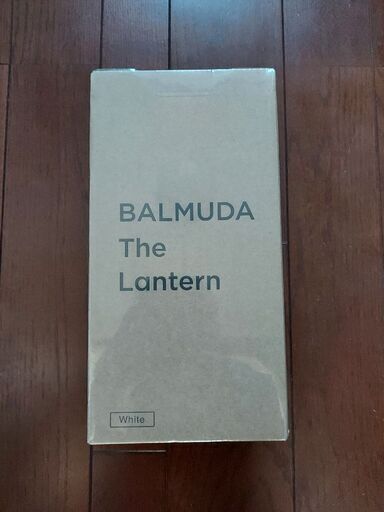 BALMUDA
The
Lantern
White